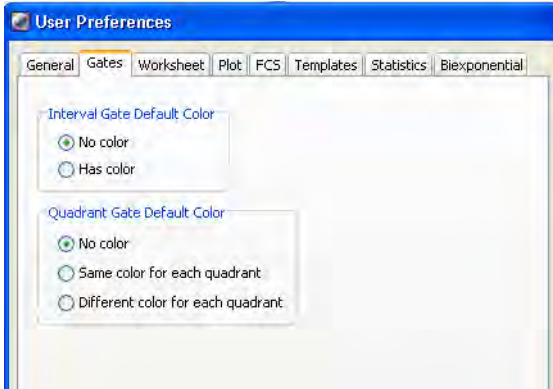 User Preferences
General Gates Worksheet Plot FCS Templates Statistics Biexponential
Interval Gate Default Color
No color
Has color
Quadrant Gate Default Color
No color
Same color for each quadrant
Different color for each quadrant